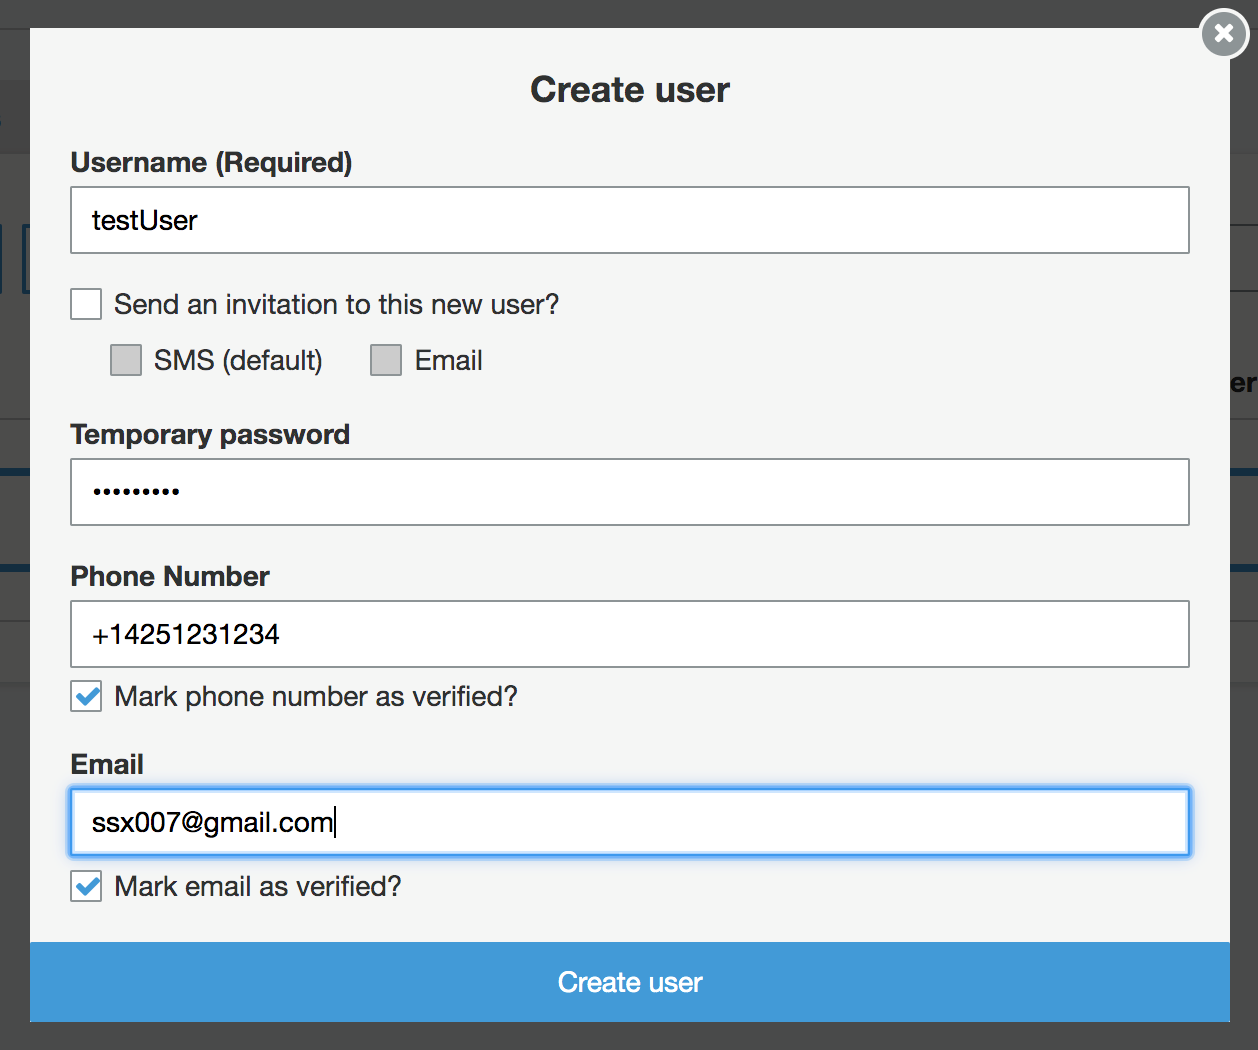 Create user
Username (Required)
testUser
Send an invitation to this new user?
SMS (default) Email
er
Temporary password
•••••••••
Phone Number
+14251231234
Mark phone number as verified?
Email
ssx007@gmail.com
Mark email as verified?
Create user